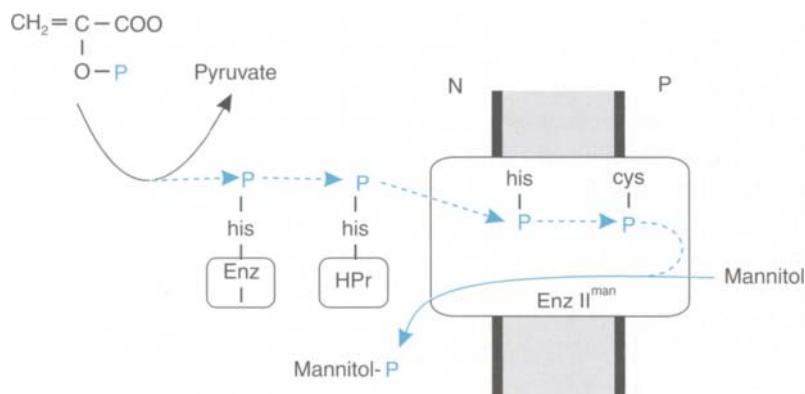 CH₂= C – COO
O – P
Pyruvate
N
P
P
P
his
cys
P
P
his
his
Enz
I
HPr
Mannitol
Enz II^man
Mannitol- P